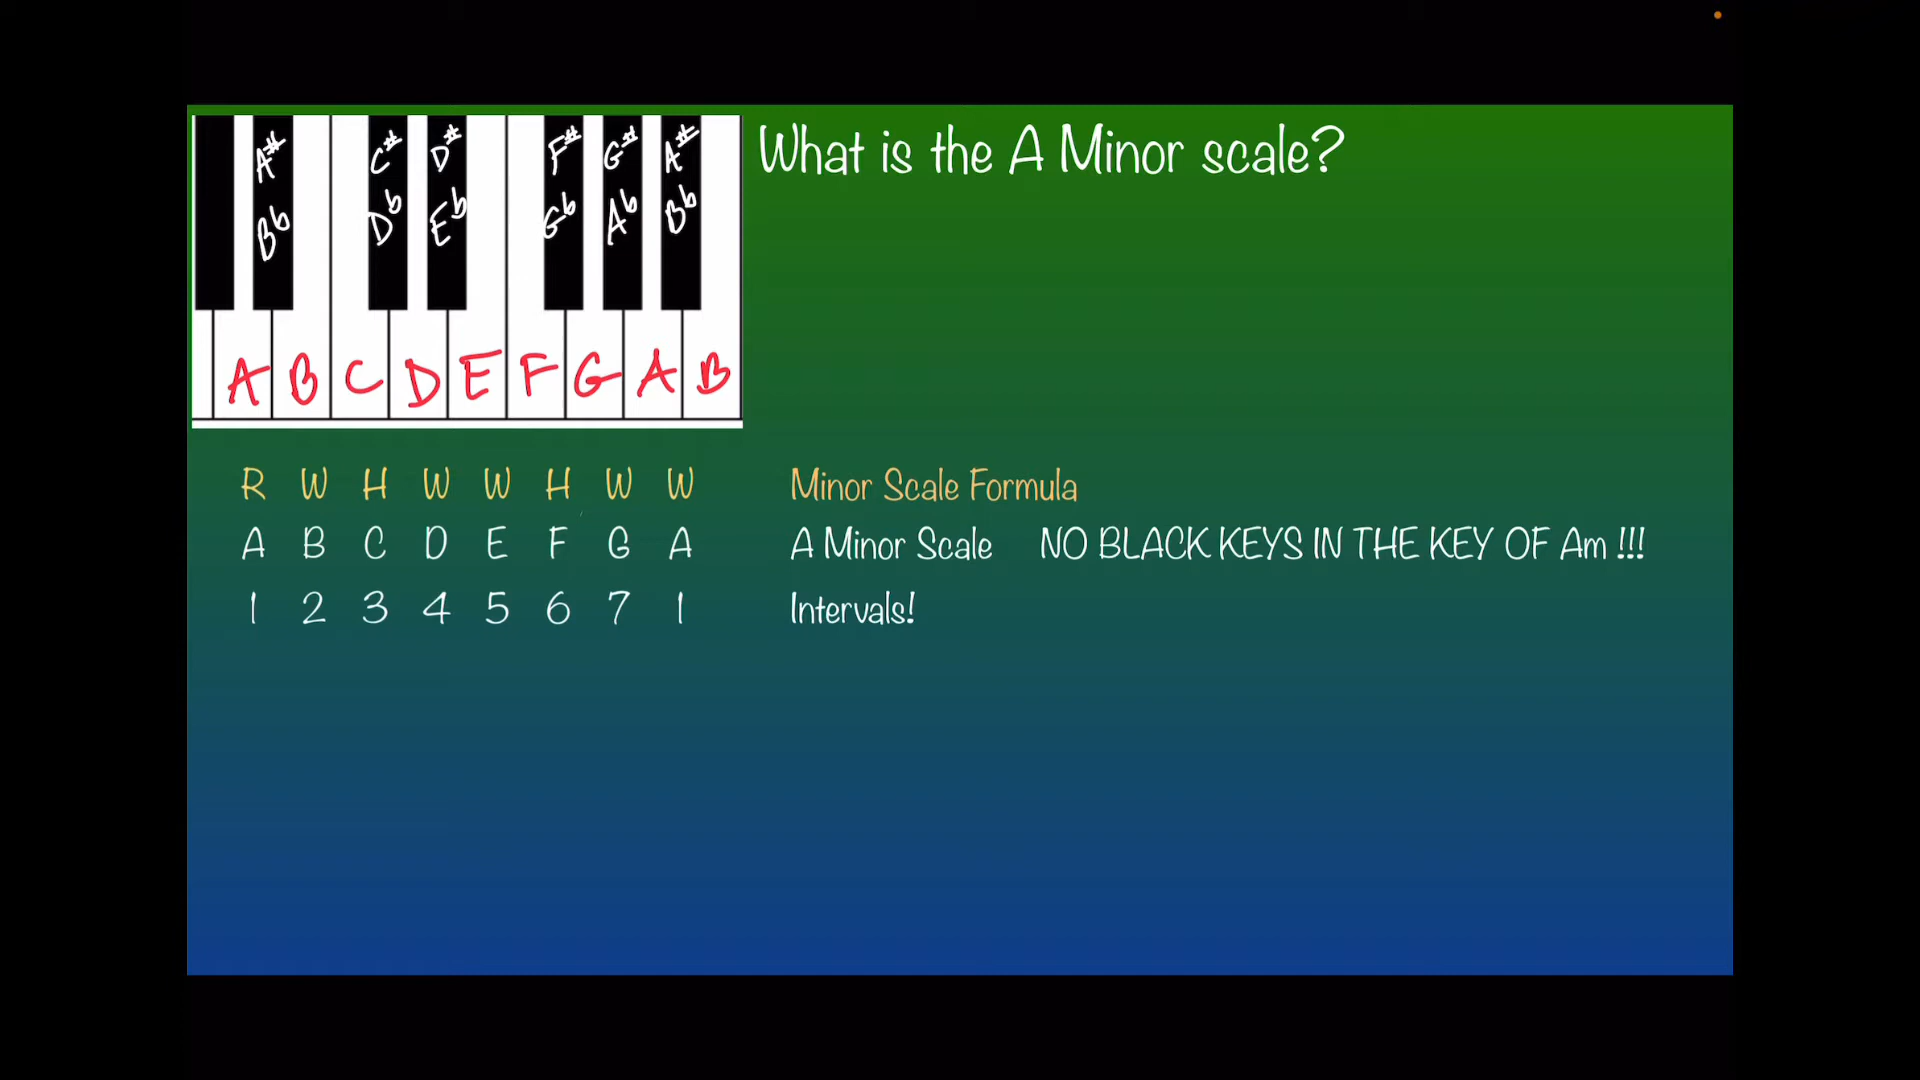 What is the A Minor scale?
A# C# D# F# G# A#
Bb Db Eb Gb Ab Bb
A B C D E F G A B
R W H W W H W W Minor Scale Formula
A B C D E F G A A Minor Scale NO BLACK KEYS IN THE KEY OF Am !!!
1 2 3 4 5 6 7 1 Intervals!